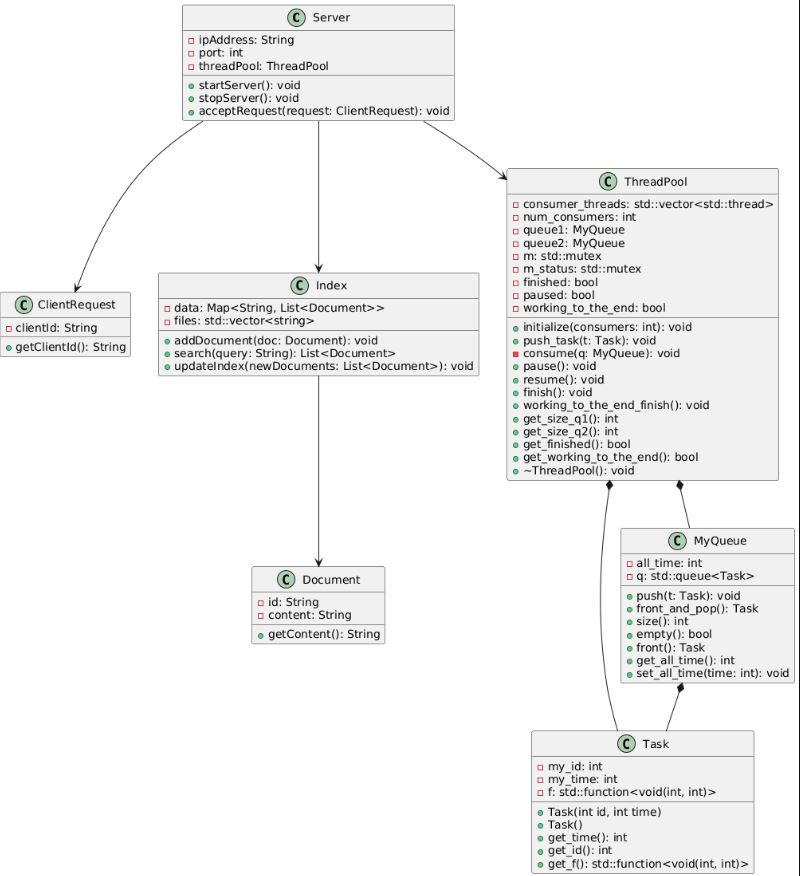 C Server
ipAddress: String
port: int
threadPool: ThreadPool
startServer(): void
stopServer(): void
acceptRequest(request: ClientRequest): void
C ThreadPool
consumer_threads: std::vector<std::thread>
num_consumers: int
queue1: MyQueue
queue2: MyQueue
m: std::mutex
m_status: std::mutex
finished: bool
paused: bool
working_to_the_end: bool
initialize(consumers: int): void
push_task(t: Task): void
consume(q: MyQueue): void
pause(): void
resume(): void
finish(): void
working_to_the_end_finish(): void
get_size_q1(): int
get_size_q2(): int
get_finished(): bool
get_working_to_the_end(): bool
~ThreadPool(): void
C ClientRequest
clientId: String
getClientId(): String
C Index
data: Map<String, List<Document>>
files: std::vector<string>
addDocument(doc: Document): void
search(query: String): List<Document>
updateIndex(newDocuments: List<Document>): void
C MyQueue
all_time: int
q: std::queue<Task>
push(t: Task): void
front_and_pop(): Task
size(): int
empty(): bool
front(): Task
get_all_time(): int
set_all_time(time: int): void
C Document
id: String
content: String
getContent(): String
C Task
my_id: int
my_time: int
f: std::function<void(int, int)>
Task(int id, int time)
Task()
get_time(): int
get_id(): int
get_f(): std::function<void(int, int)>